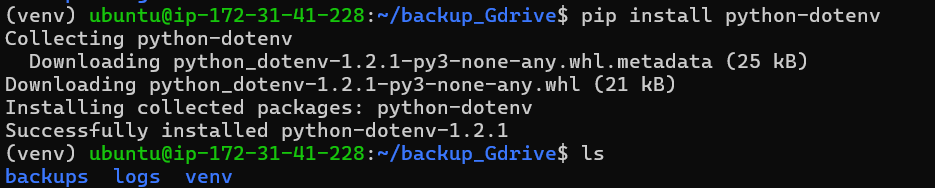 (venv) ubuntu@ip-172-31-41-228:~/backup_Gdrive$ pip install python-dotenv
Collecting python-dotenv
  Downloading python_dotenv-1.2.1-py3-none-any.whl.metadata (25 kB)
Downloading python_dotenv-1.2.1-py3-none-any.whl (21 kB)
Installing collected packages: python-dotenv
Successfully installed python-dotenv-1.2.1
(venv) ubuntu@ip-172-31-41-228:~/backup_Gdrive$ ls
backups  logs  venv